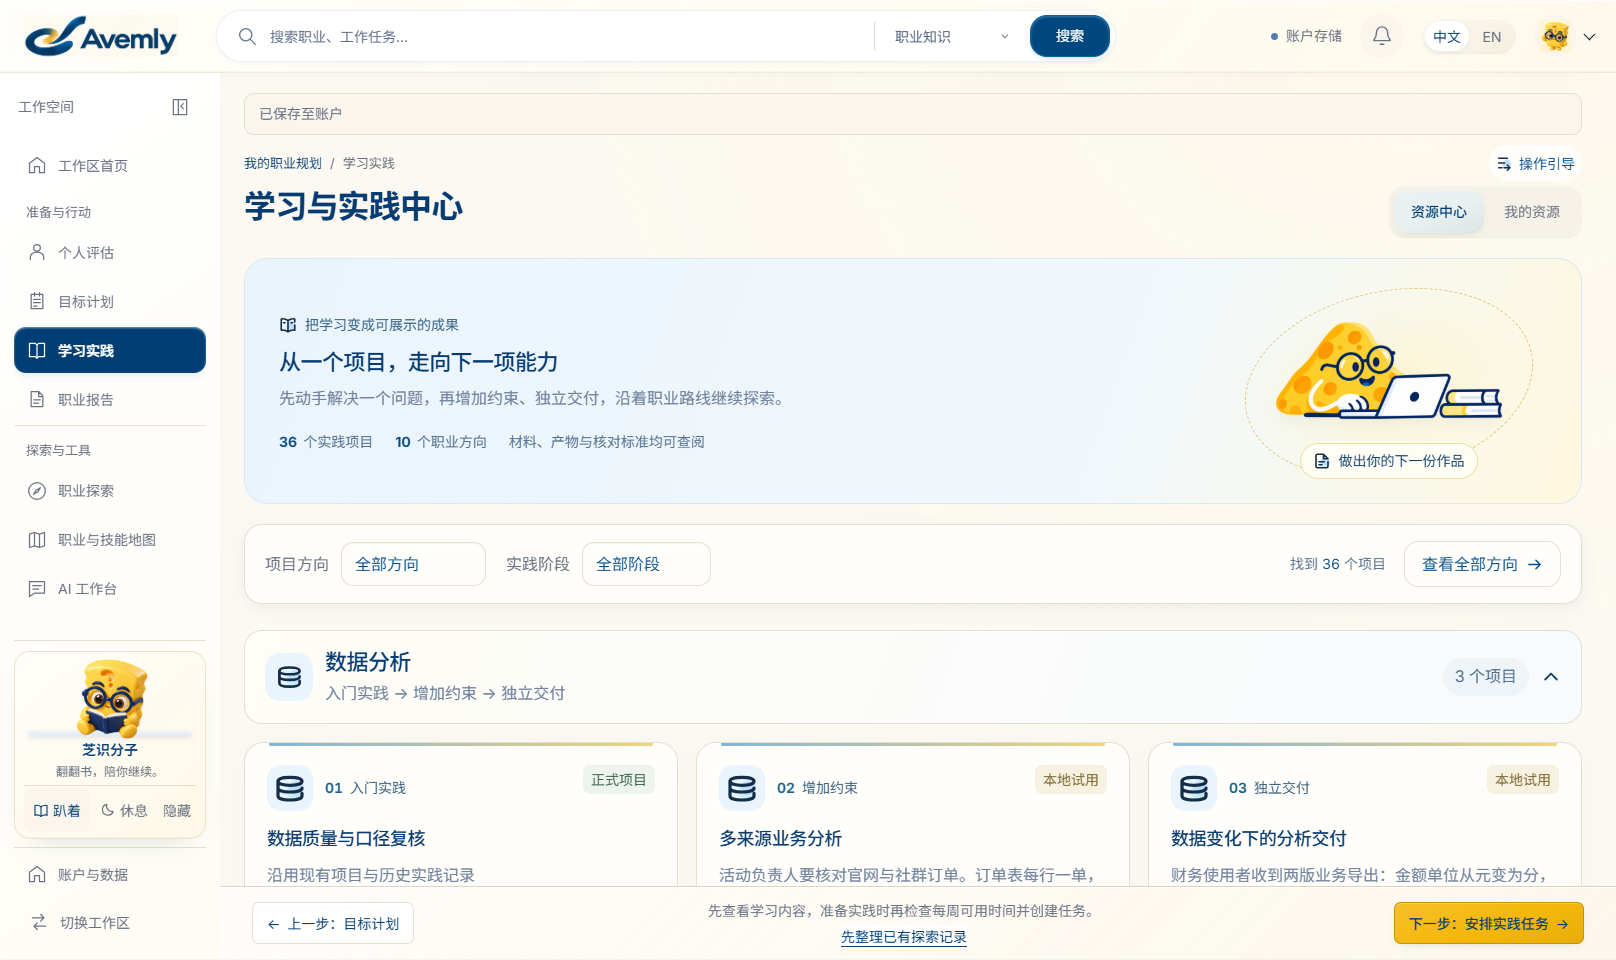 Avemly
搜索职业、工作任务...
职业知识
搜索
账户存储
中文
EN
工作空间
工作区首页
准备与行动
个人评估
目标计划
学习实践
职业报告
探索与工具
职业探索
职业与技能地图
AI 工作台
芝识分子
翻翻书，陪你继续。
趴着
休息
隐藏
账户与数据
切换工作区
已保存至账户
我的职业规划 / 学习实践
操作引导
学习与实践中心
资源中心
我的资源
把学习变成可展示的成果
从一个项目，走向下一项能力
先动手解决一个问题，再增加约束、独立交付，沿着职业路线继续探索。
36 个实践项目 10 个职业方向 材料、产物与核对标准均可查阅
做出你的下一份作品
项目方向
全部方向
实践阶段
全部阶段
找到 36 个项目
查看全部方向 →
数据分析
入门实践 → 增加约束 → 独立交付
3 个项目
01 入门实践
正式项目
数据质量与口径复核
沿用现有项目与历史实践记录
02 增加约束
本地试用
多来源业务分析
活动负责人要核对官网与社群订单。订单表每行一单，
03 独立交付
本地试用
数据变化下的分析交付
财务使用者收到两版业务导出：金额单位从元变为分，
← 上一步：目标计划
先查看学习内容，准备实践时再检查每周可用时间并创建任务。
先整理已有探索记录
下一步：安排实践任务 →